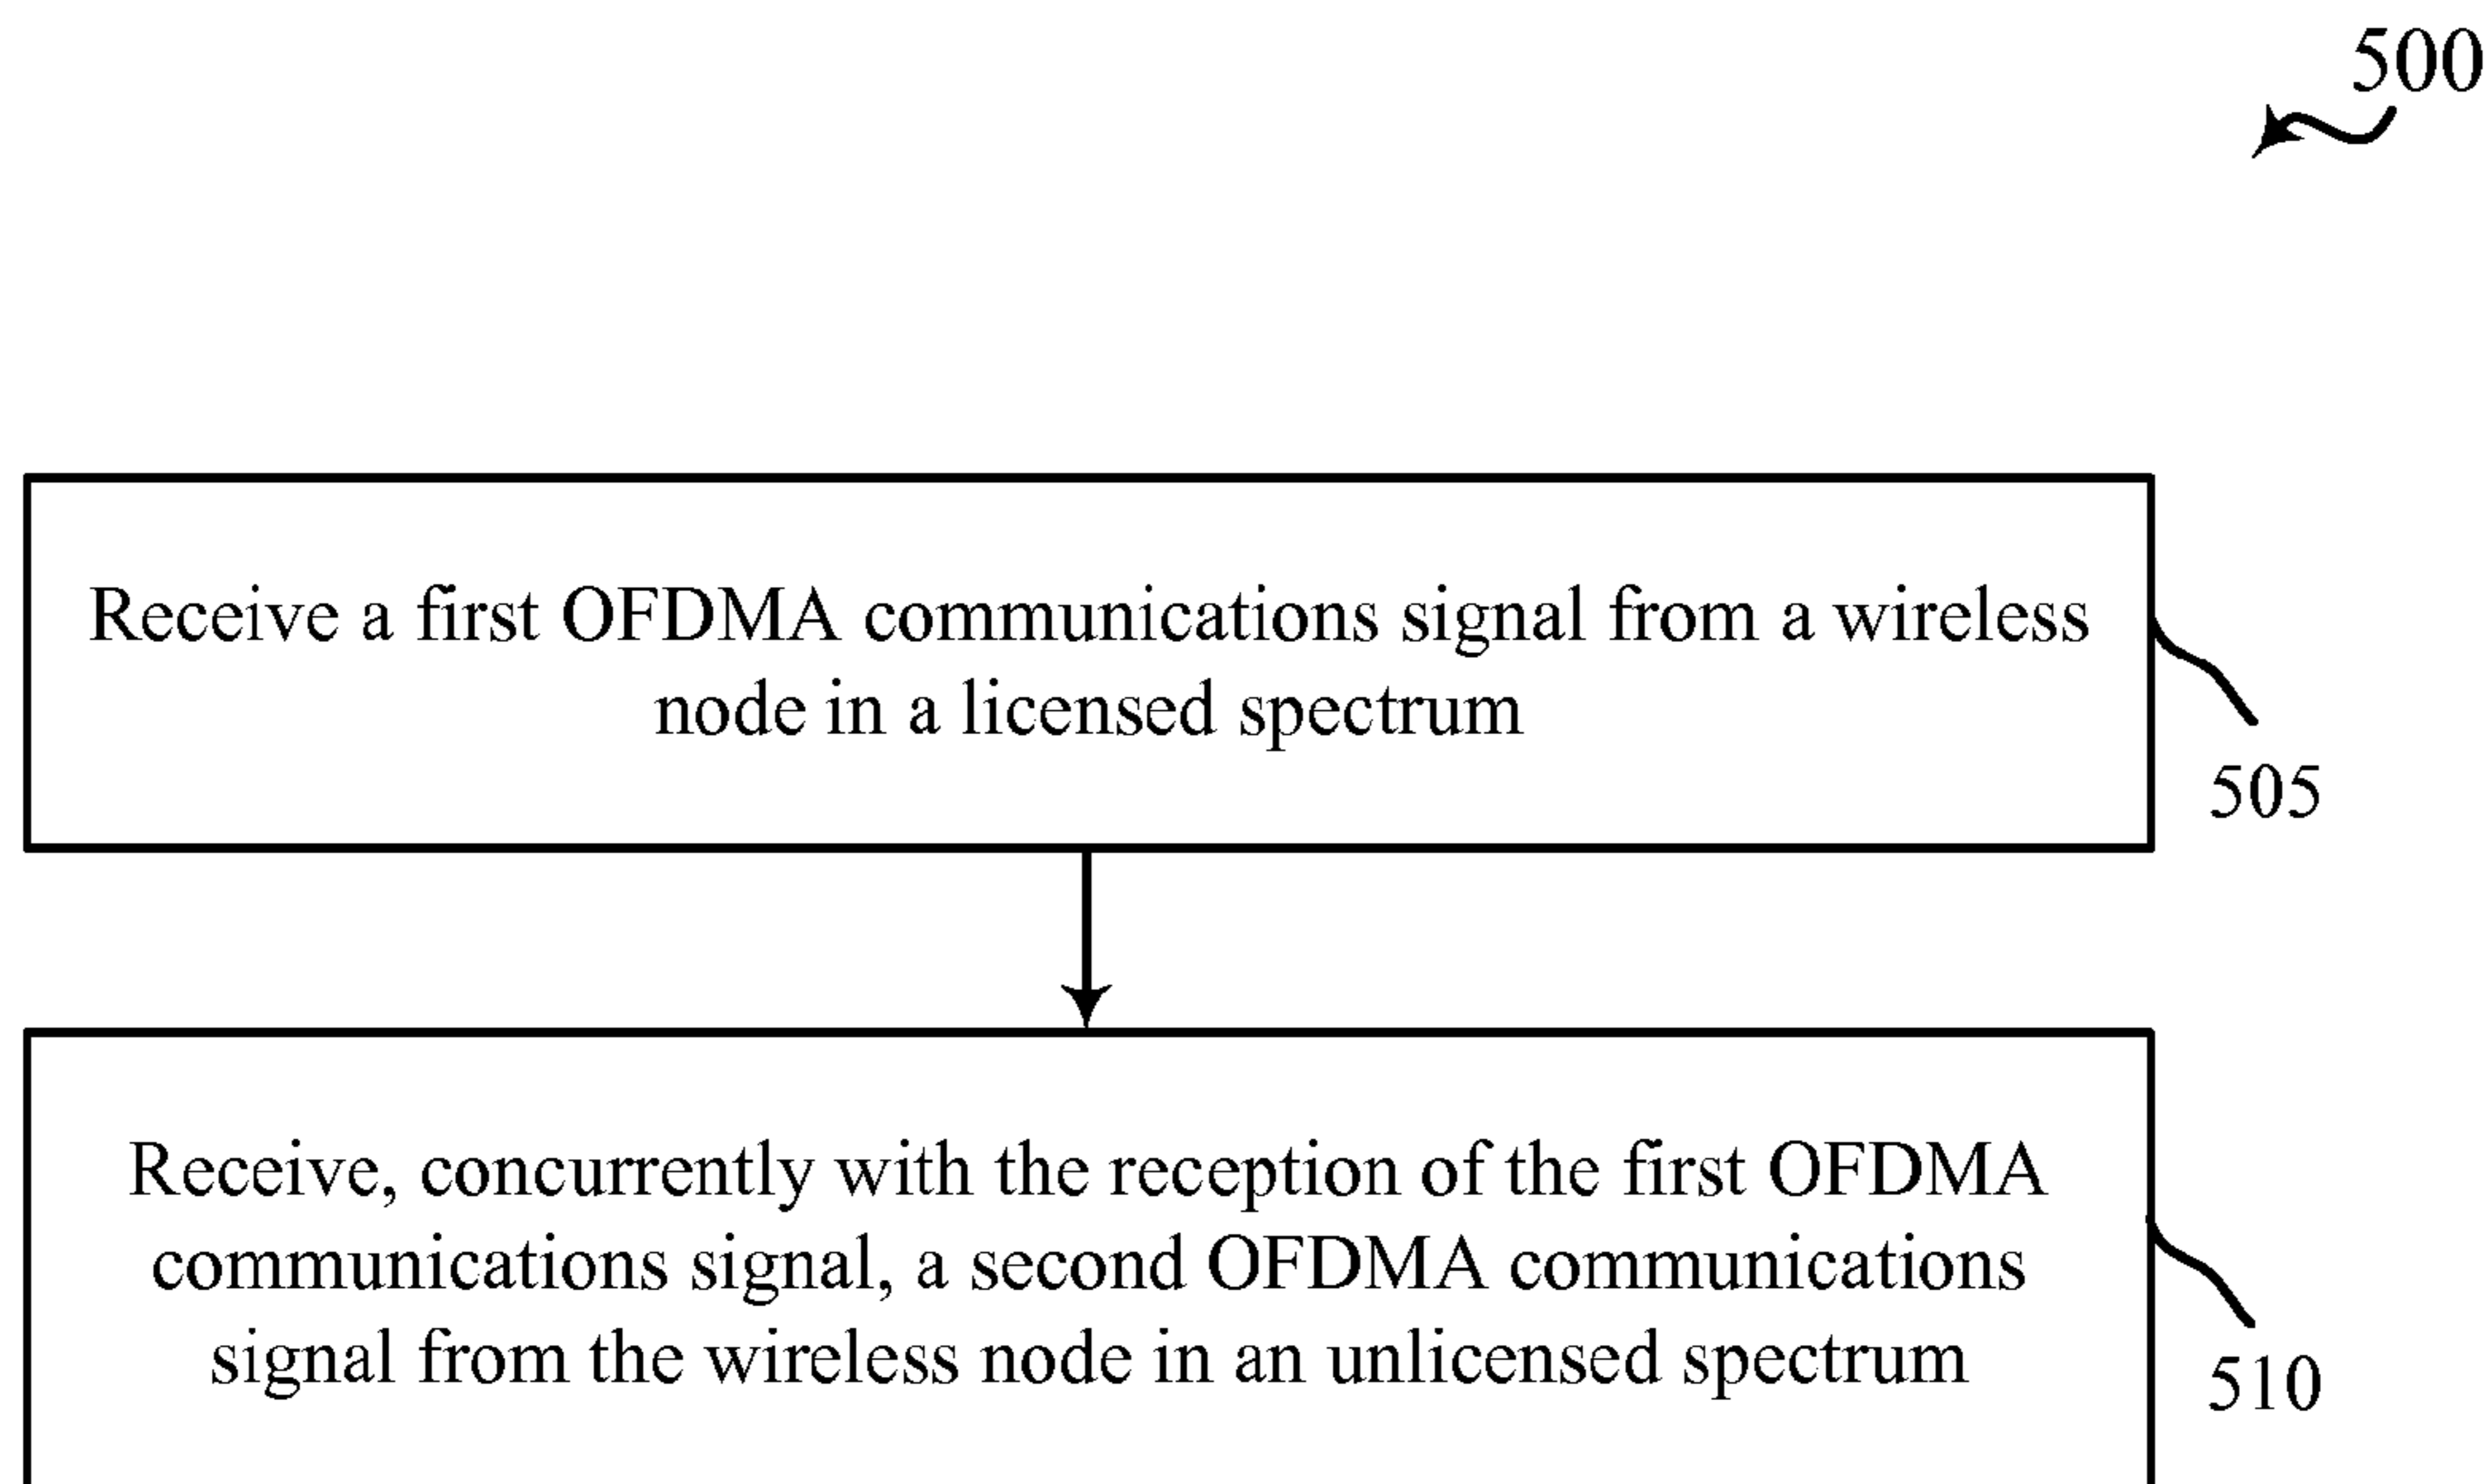 500
Receive a first OFDMA communications signal from a wireless
node in a licensed spectrum
505
Receive, concurrently with the reception of the first OFDMA
communications signal, a second OFDMA communications
signal from the wireless node in an unlicensed spectrum
510